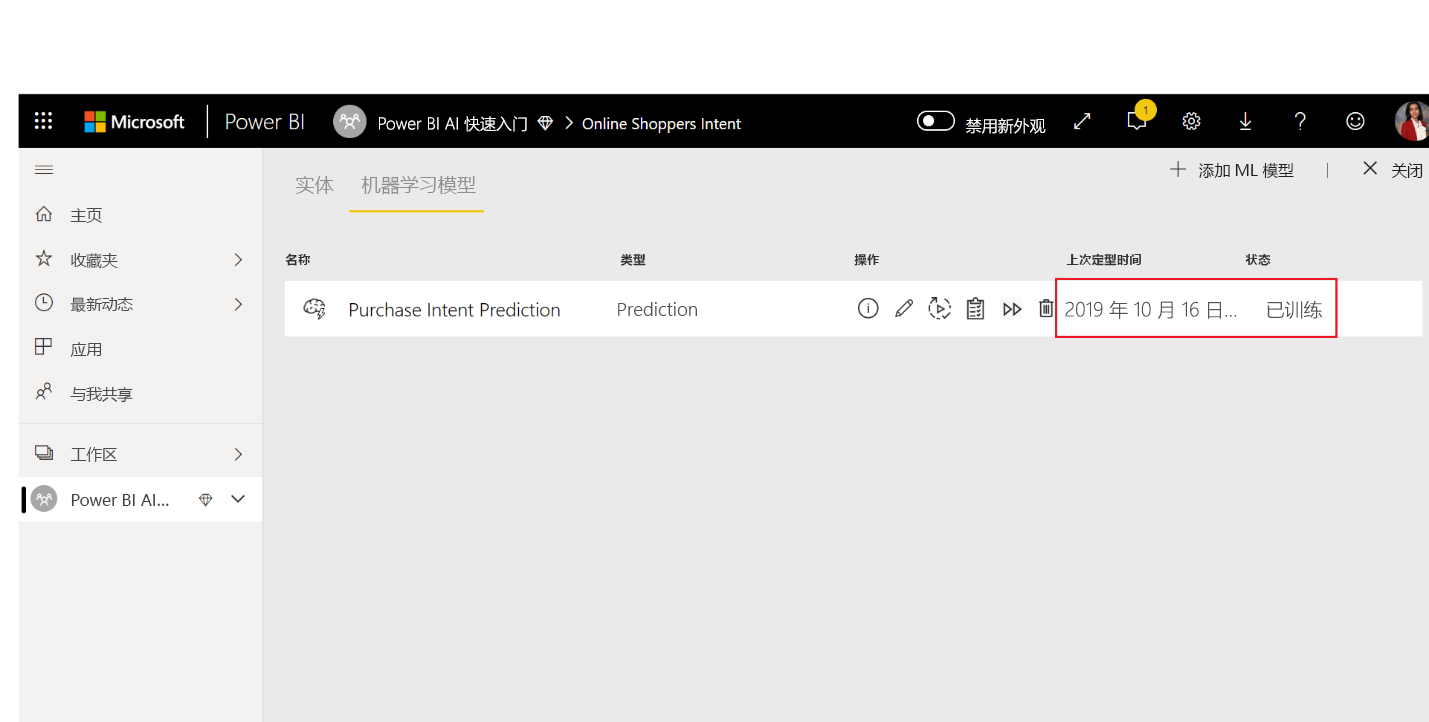 Microsoft Power BI Power BI AI 快速入门 > Online Shoppers Intent 禁用新外观 1
添加 ML 模型 | 关闭
实体 机器学习模型
主页
收藏夹
最新动态
应用
与我共享
工作区
Power BI AI...
名称 类型 操作 上次定型时间 状态
Purchase Intent Prediction Prediction 2019 年 10 月 16 日... 已训练